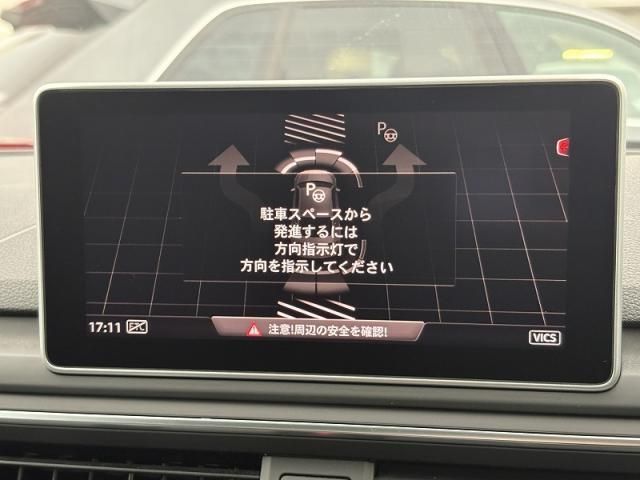 P
P
駐車スペースから
発進するには
方向指示灯で
方向を指示してください
17:11
注意!周辺の安全を確認!
VICS